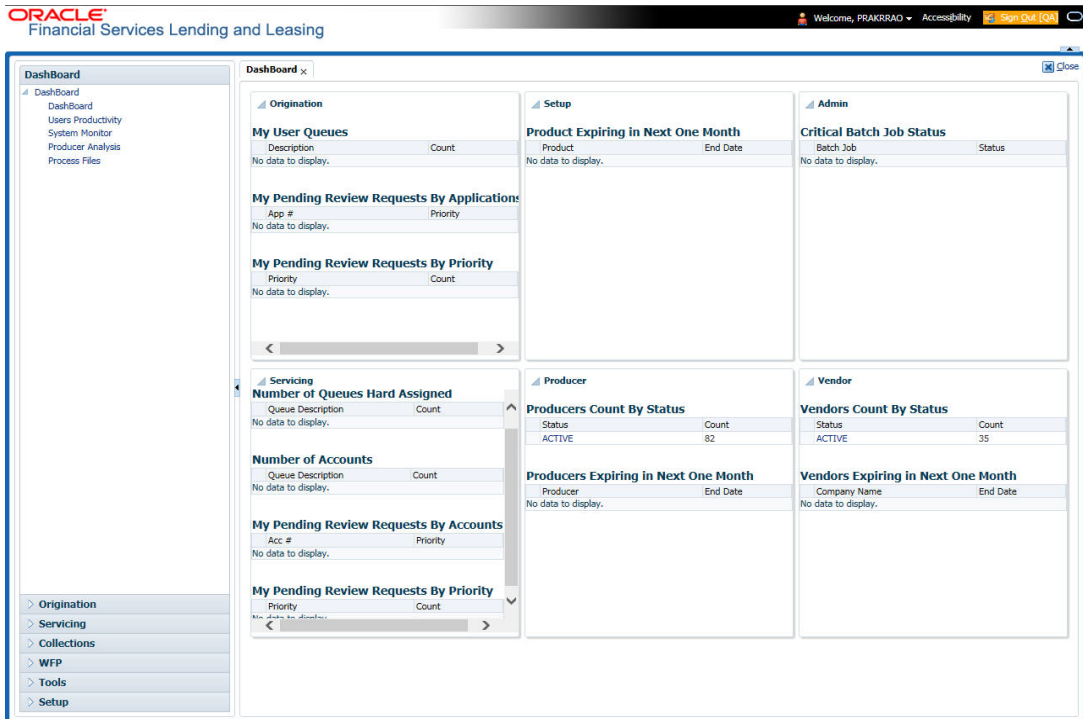 ORACLE®
Financial Services Lending and Leasing
Welcome, PRAKRRAO Accessibility Sign Out [QA]
Close
DashBoard
DashBoard
DashBoard
Users Productivity
System Monitor
Producer Analysis
Process Files
Origination
Servicing
Collections
WFP
Tools
Setup
DashBoard
Origination
My User Queues
Description Count
No data to display.
My Pending Review Requests By Applications
App # Priority
No data to display.
My Pending Review Requests By Priority
Priority Count
No data to display.
Setup
Product Expiring in Next One Month
Product End Date
No data to display.
Admin
Critical Batch Job Status
Batch Job Status
No data to display.
Servicing
Number of Queues Hard Assigned
Queue Description Count
No data to display.
Number of Accounts
Queue Description Count
No data to display.
My Pending Review Requests By Accounts
Acc # Priority
No data to display.
My Pending Review Requests By Priority
Priority Count
No data to display.
Producer
Producers Count By Status
Status Count
ACTIVE 82
Producers Expiring in Next One Month
Producer End Date
No data to display.
Vendor
Vendors Count By Status
Status Count
ACTIVE 35
Vendors Expiring in Next One Month
Company Name End Date
No data to display.